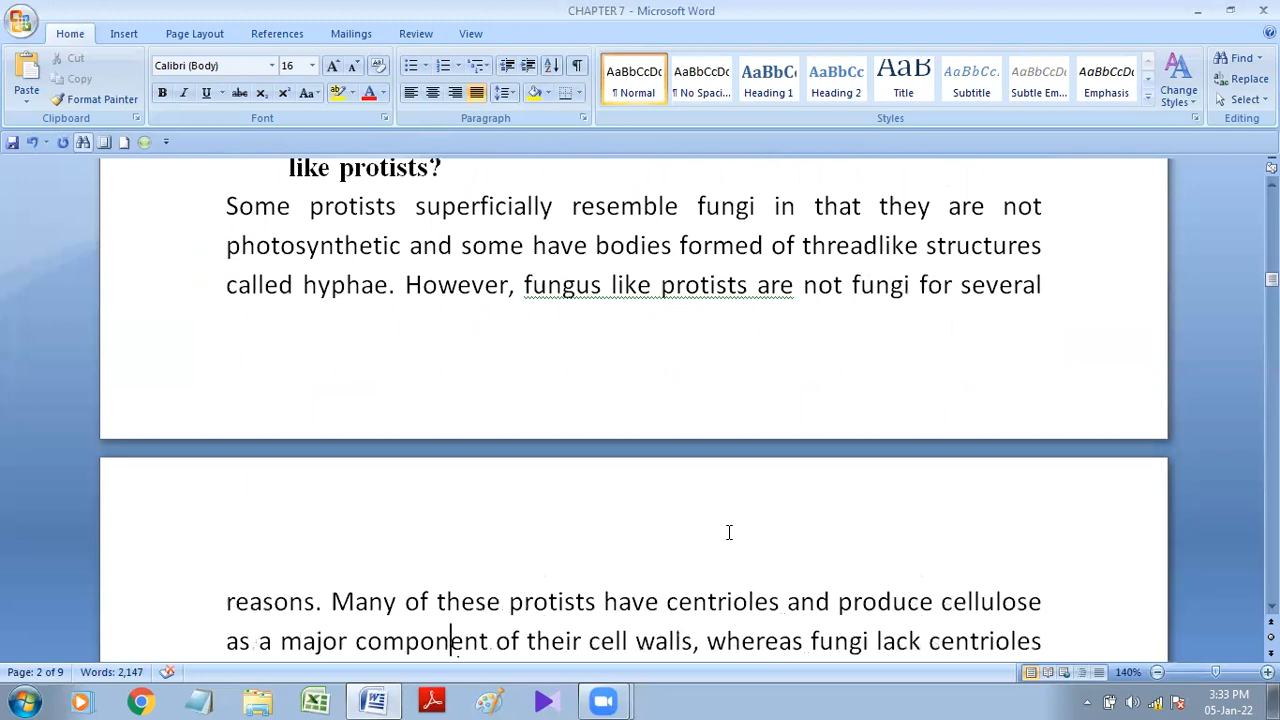 CHAPTER 7 - Microsoft Word
Home Insert Page Layout References Mailings Review View
Paste
Cut
Copy
Format Painter
Clipboard
Calibri (Body) 16
B I U abc x₂ x² Aa
Font
Paragraph
AaBbCcDc AaBbCcDc AaBbCc AaBbCc AaB AaBbCc. AaBbCcDc AaBbCcDc
¶ Normal ¶ No Spaci... Heading 1 Heading 2 Title Subtitle Subtle Em... Emphasis
Change
Styles
Styles
Find
Replace
Select
Editing
like protists?
Some protists superficially resemble fungi in that they are not
photosynthetic and some have bodies formed of threadlike structures
called hyphae. However, fungus like protists are not fungi for several
reasons. Many of these protists have centrioles and produce cellulose
as a major component of their cell walls, whereas fungi lack centrioles
Page: 2 of 9 Words: 2,147 140%
3:33 PM
05-Jan-22